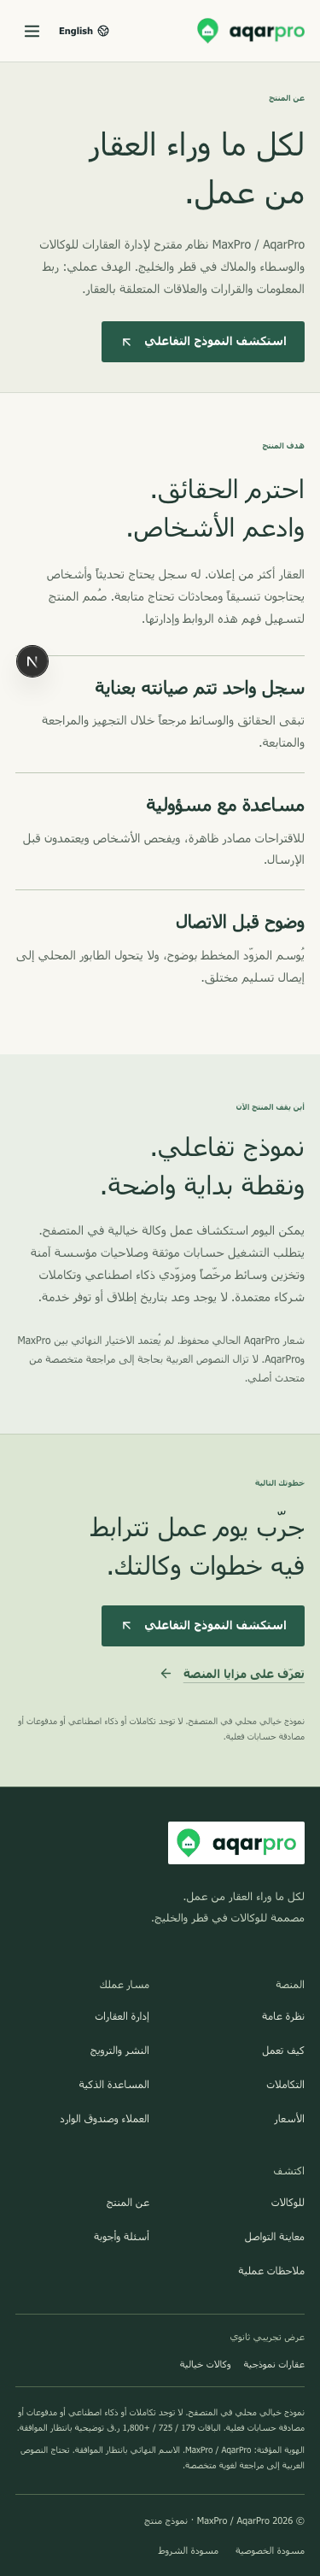 aqarpro
English
عن المنتج
لكل ما وراء العقار
من عمل.
MaxPro / AqarPro نظام مقترح لإدارة العقارات للوكالات
والوسطاء والملاك في قطر والخليج. الهدف عملي: ربط
المعلومات والقرارات والعلاقات المتعلقة بالعقار.
استكشف النموذج التفاعلي
هدف المنتج
احترم الحقائق.
وادعم الأشخاص.
العقار أكثر من إعلان. له سجل يحتاج تحديثاً وأشخاص
يحتاجون تنسيقاً ومحادثات تحتاج متابعة. صُمم المنتج
لتسهيل فهم هذه الروابط وإدارتها.
N
سجل واحد تتم صيانته بعناية
تبقى الحقائق والوسائط مرجعاً خلال التجهيز والمراجعة
والمتابعة.
مساعدة مع مسؤولية
للاقتراحات مصادر ظاهرة، ويفحص الأشخاص ويعتمدون قبل
الإرسال.
وضوح قبل الاتصال
يُوسم المزوّد المخطط بوضوح، ولا يتحول الطابور المحلي إلى
إيصال تسليم مختلق.
أين يقف المنتج الآن
نموذج تفاعلي.
ونقطة بداية واضحة.
يمكن اليوم استكشاف عمل وكالة خيالية في المتصفح.
يتطلب التشغيل حسابات موثقة وصلاحيات مؤسسة آمنة
وتخزين وسائط مرخّصاً ومزوّدي ذكاء اصطناعي وتكاملات
شركاء معتمدة. لا يوجد وعد بتاريخ إطلاق أو توفر خدمة.
شعار AqarPro الحالي محفوظ. لم يُعتمد الاختيار النهائي بين MaxPro
وAqarPro. لا تزال النصوص العربية بحاجة إلى مراجعة متخصصة من
متحدث أصلي.
خطوتك التالية
جرّب يوم عمل تترابط
فيه خطوات وكالتك.
استكشف النموذج التفاعلي
تعرّف على مزايا المنصة
نموذج خيالي محلي في المتصفح. لا توجد تكاملات أو ذكاء اصطناعي أو مدفوعات أو
مصادقة حسابات فعلية.
aqarpro
لكل ما وراء العقار من عمل.
مصممة للوكالات في قطر والخليج.
المنصة
نظرة عامة
كيف تعمل
التكاملات
الأسعار
مسار عملك
إدارة العقارات
النشر والترويج
المساعدة الذكية
العملاء وصندوق الوارد
اكتشف
للوكالات
معاينة التواصل
ملاحظات عملية
عن المنتج
أسئلة وأجوبة
عرض تجريبي ثانوي
عقارات نموذجية
وكالات خيالية
نموذج خيالي محلي في المتصفح. لا توجد تكاملات أو ذكاء اصطناعي أو مدفوعات أو
مصادقة حسابات فعلية. الباقات 179 / 725 / +1,800 ر.ق توضيحية بانتظار الموافقة.
الهوية المؤقتة: MaxPro / AqarPro. الاسم النهائي بانتظار الموافقة. تحتاج النصوص
العربية إلى مراجعة لغوية متخصصة.
© 2026 MaxPro / AqarPro · نموذج منتج
مسودة الخصوصية
مسودة الشروط